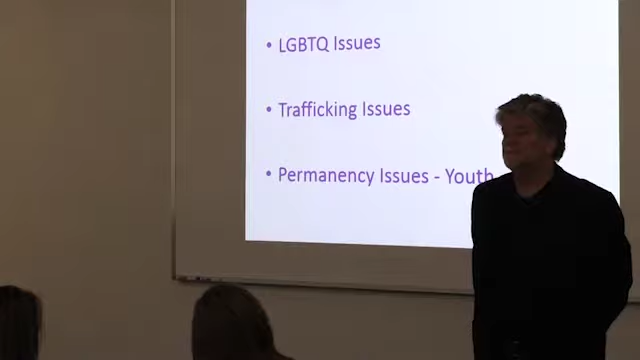 • LGBTQ Issues
• Trafficking Issues
• Permanency Issues - Youth